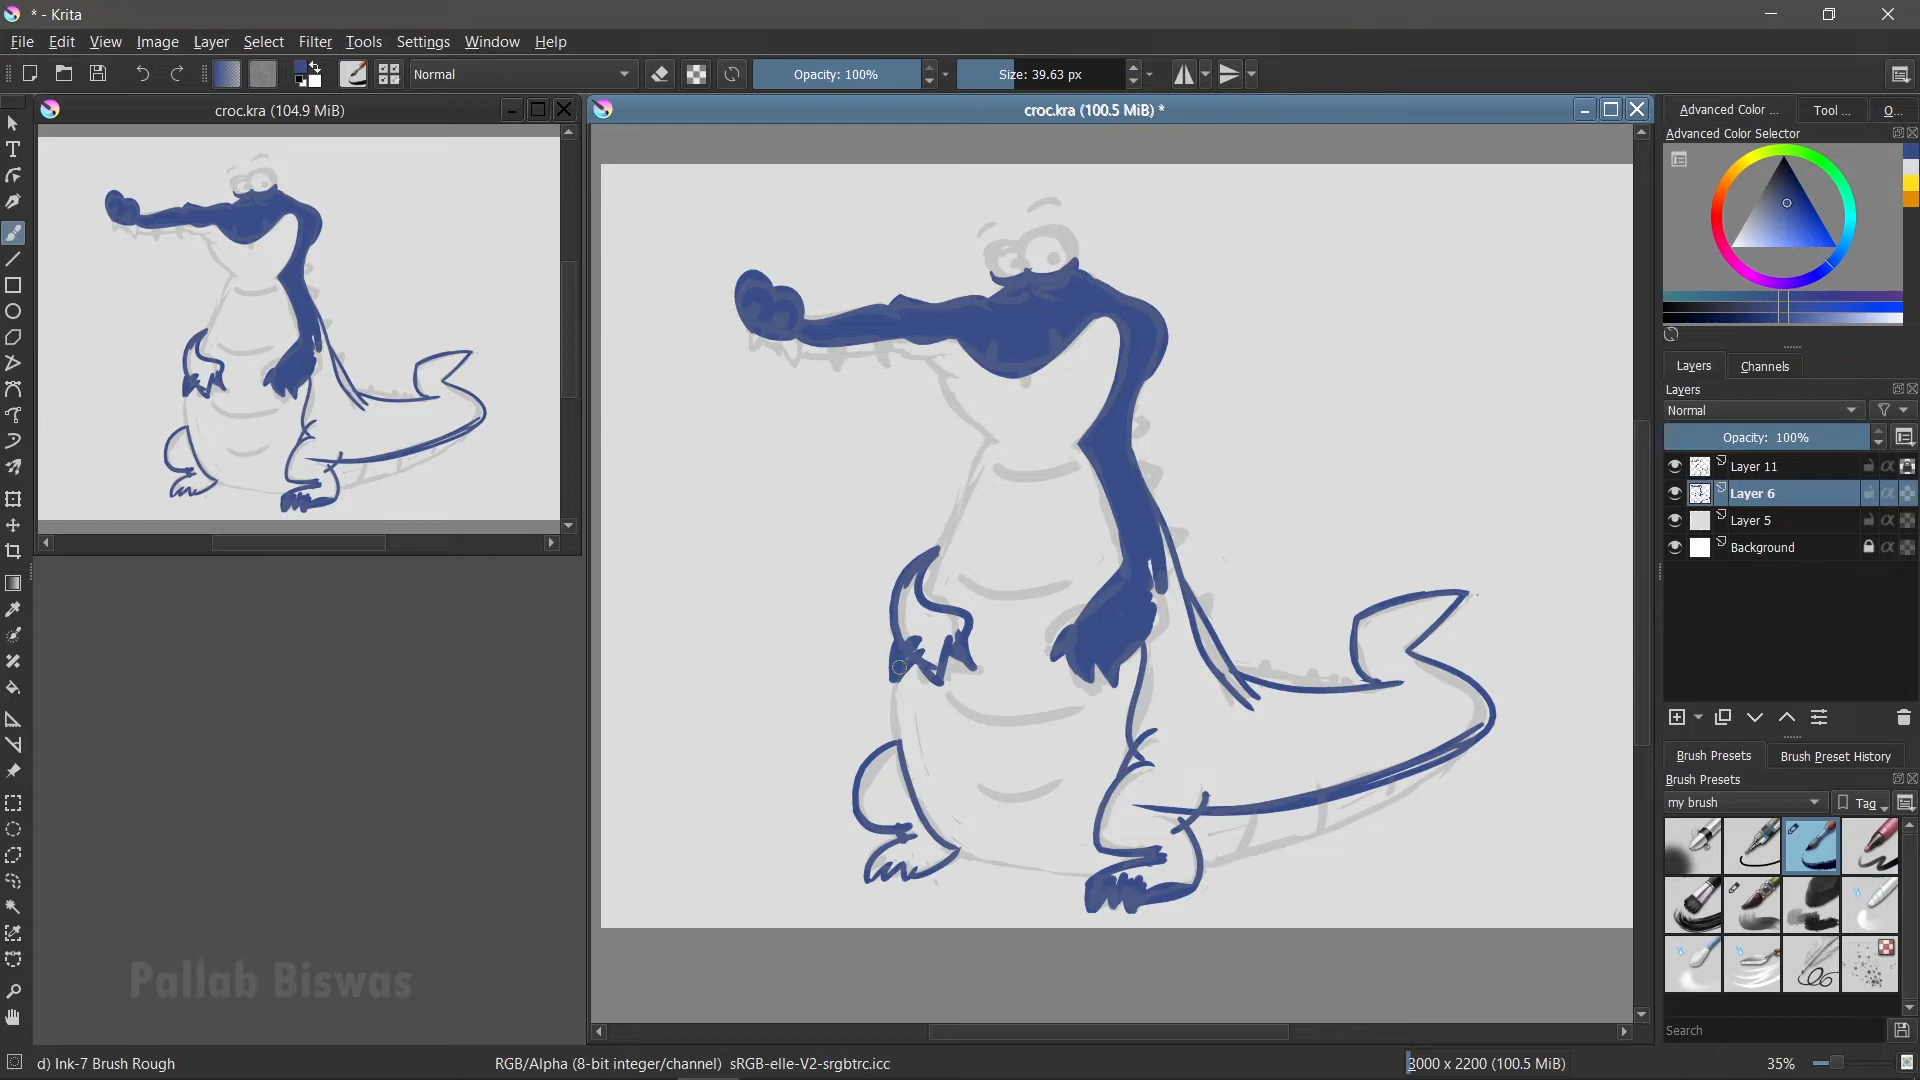 * - Krita
File Edit View Image Layer Select Filter Tools Settings Window Help
Normal
Opacity: 100%
Size: 39.63 px
croc.kra (104.9 MiB)
croc.kra (100.5 MiB) *
Advanced Color ...
Tool ...
O...
Advanced Color Selector
Layers
Channels
Layers
Normal
Opacity: 100%
Layer 11
Layer 6
Layer 5
Background
Brush Presets
Brush Preset History
Brush Presets
my brush
Tag
Search
Pallab Biswas
d) Ink-7 Brush Rough
RGB/Alpha (8-bit integer/channel) sRGB-elle-V2-srgbtrc.icc
3000 x 2200 (100.5 MiB)
35%